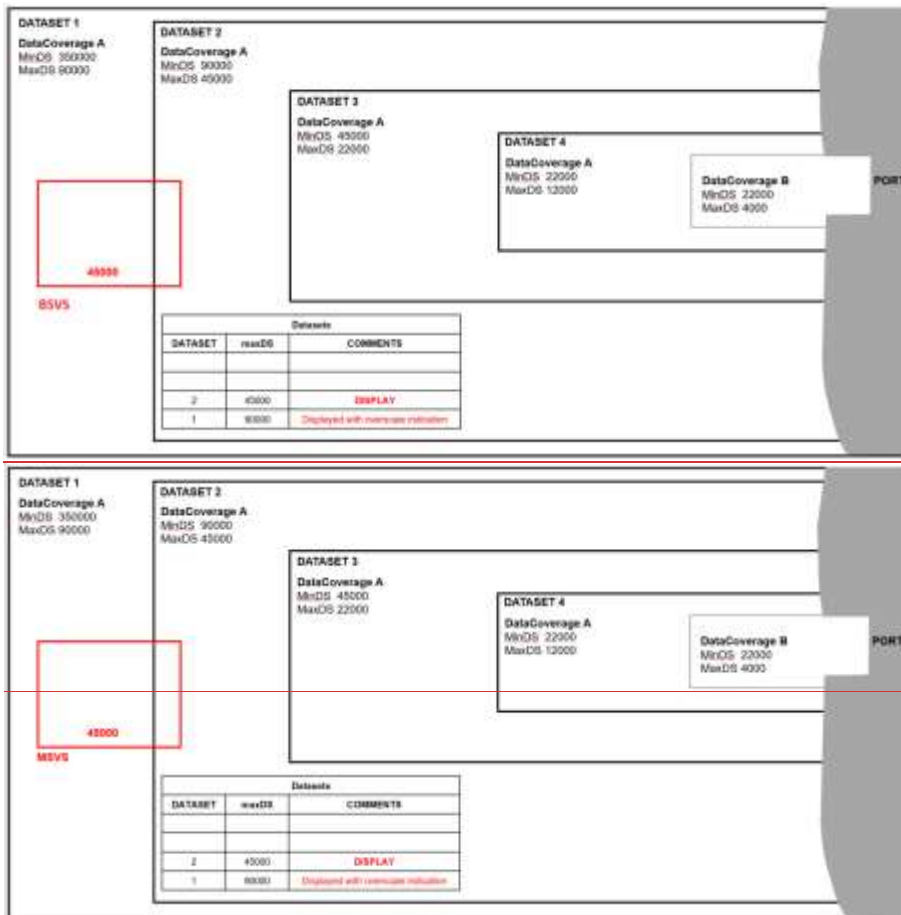 DATASET 1
DataCoverage A
MinDS 350000
MaxDS 90000
DATASET 2
DataCoverage A
MinDS 90000
MaxDS 45000
DATASET 3
DataCoverage A
MinDS 45000
MaxDS 22000
DATASET 4
DataCoverage A
MinDS 22000
MaxDS 12000
DataCoverage B
MinDS 22000
MaxDS 4000
PORT
45000
BSVS
Datasets
DATASET maxDS COMMENTS
2 45000 DISPLAY
1 90000 Displayed with overscale indication
DATASET 1
DataCoverage A
MinDS 350000
MaxDS 90000
DATASET 2
DataCoverage A
MinDS 90000
MaxDS 45000
DATASET 3
DataCoverage A
MinDS 45000
MaxDS 22000
DATASET 4
DataCoverage A
MinDS 22000
MaxDS 12000
DataCoverage B
MinDS 22000
MaxDS 4000
PORT
45000
MSVS
Datasets
DATASET maxDS COMMENTS
2 45000 DISPLAY
1 90000 Displayed with overscale indication